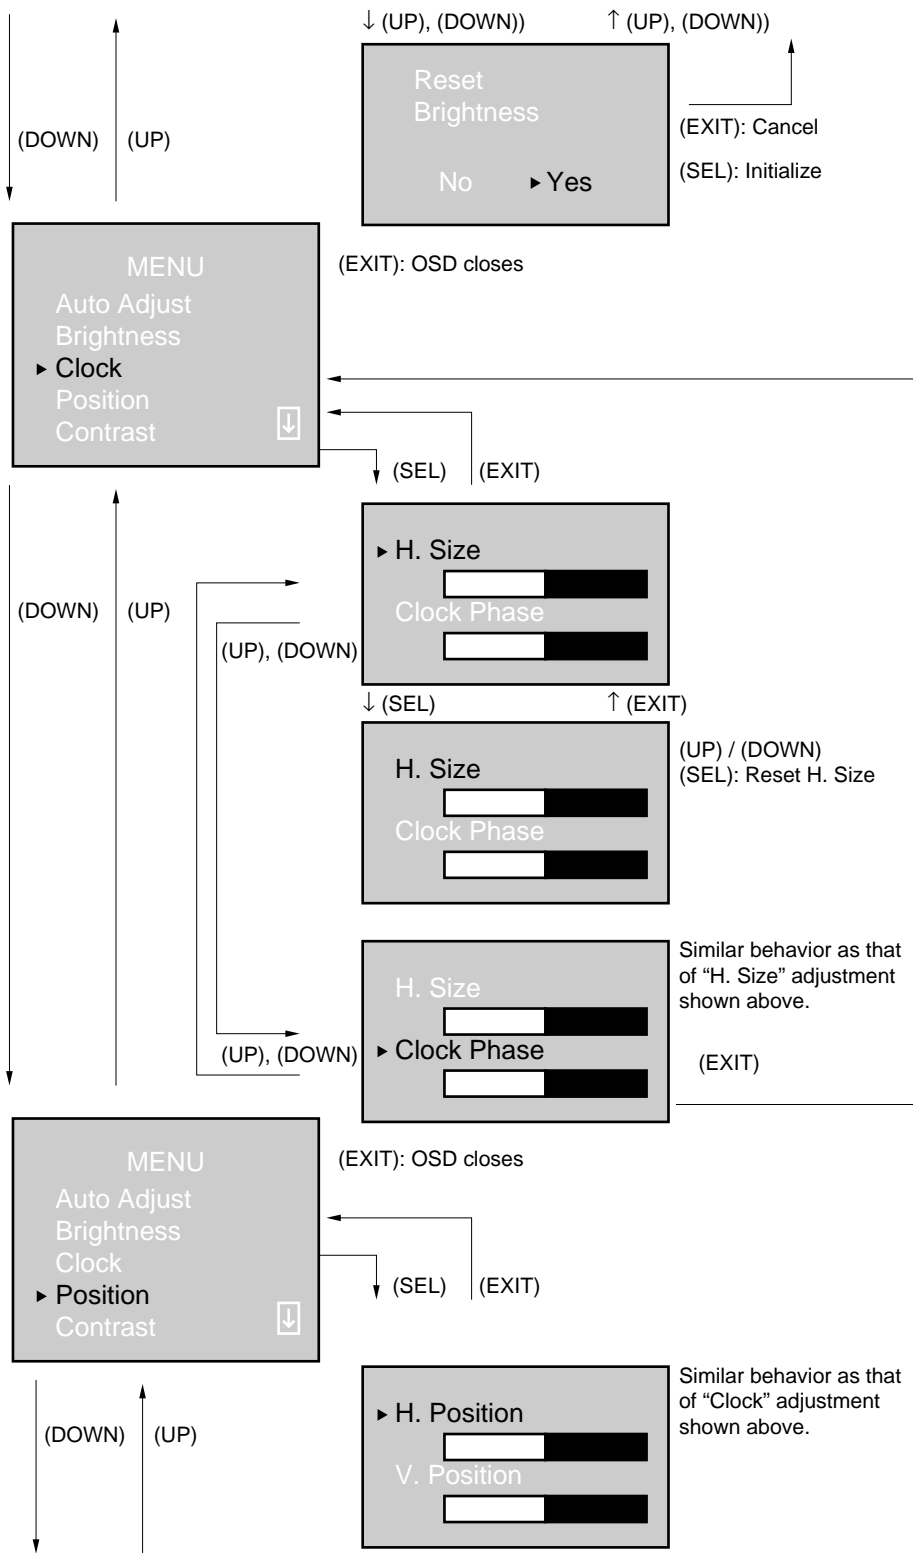 ↓ (UP), (DOWN)) ↑ (UP), (DOWN))
Reset
Brightness
No ▸ Yes
(EXIT): Cancel
(SEL): Initialize
(DOWN) (UP)
MENU
Auto Adjust
Brightness
▸ Clock
Position
Contrast ↓
(EXIT): OSD closes
(SEL) (EXIT)
(DOWN) (UP)
▸ H. Size
Clock Phase
(UP), (DOWN)
↓ (SEL) ↑ (EXIT)
H. Size
Clock Phase
(UP) / (DOWN)
(SEL): Reset H. Size
H. Size
▸ Clock Phase
(UP), (DOWN)
Similar behavior as that
of “H. Size” adjustment
shown above.
(EXIT)
MENU
Auto Adjust
Brightness
Clock
▸ Position
Contrast ↓
(EXIT): OSD closes
(SEL) (EXIT)
(DOWN) (UP)
▸ H. Position
V. Position
Similar behavior as that
of “Clock” adjustment
shown above.